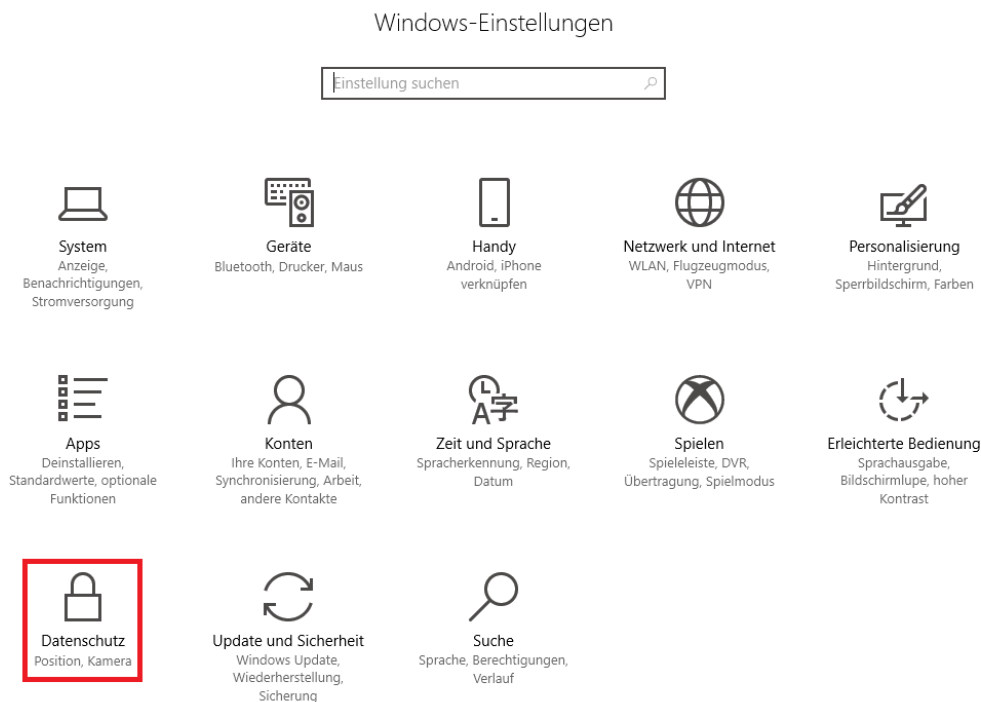 Windows-Einstellungen
Einstellung suchen
System
Anzeige,
Benachrichtigungen,
Stromversorgung
Geräte
Bluetooth, Drucker, Maus
Handy
Android, iPhone
verknüpfen
Netzwerk und Internet
WLAN, Flugzeugmodus,
VPN
Personalisierung
Hintergrund,
Sperrbildschirm, Farben
Apps
Deinstallieren,
Standardwerte, optionale
Funktionen
Konten
Ihre Konten, E-Mail,
Synchronisierung, Arbeit,
andere Kontakte
Zeit und Sprache
Spracherkennung, Region,
Datum
Spielen
Spieleleiste, DVR,
Übertragung, Spielmodus
Erleichterte Bedienung
Sprachausgabe,
Bildschirmlupe, hoher
Kontrast
Datenschutz
Position, Kamera
Update und Sicherheit
Windows Update,
Wiederherstellung,
Sicherung
Suche
Sprache, Berechtigungen,
Verlauf